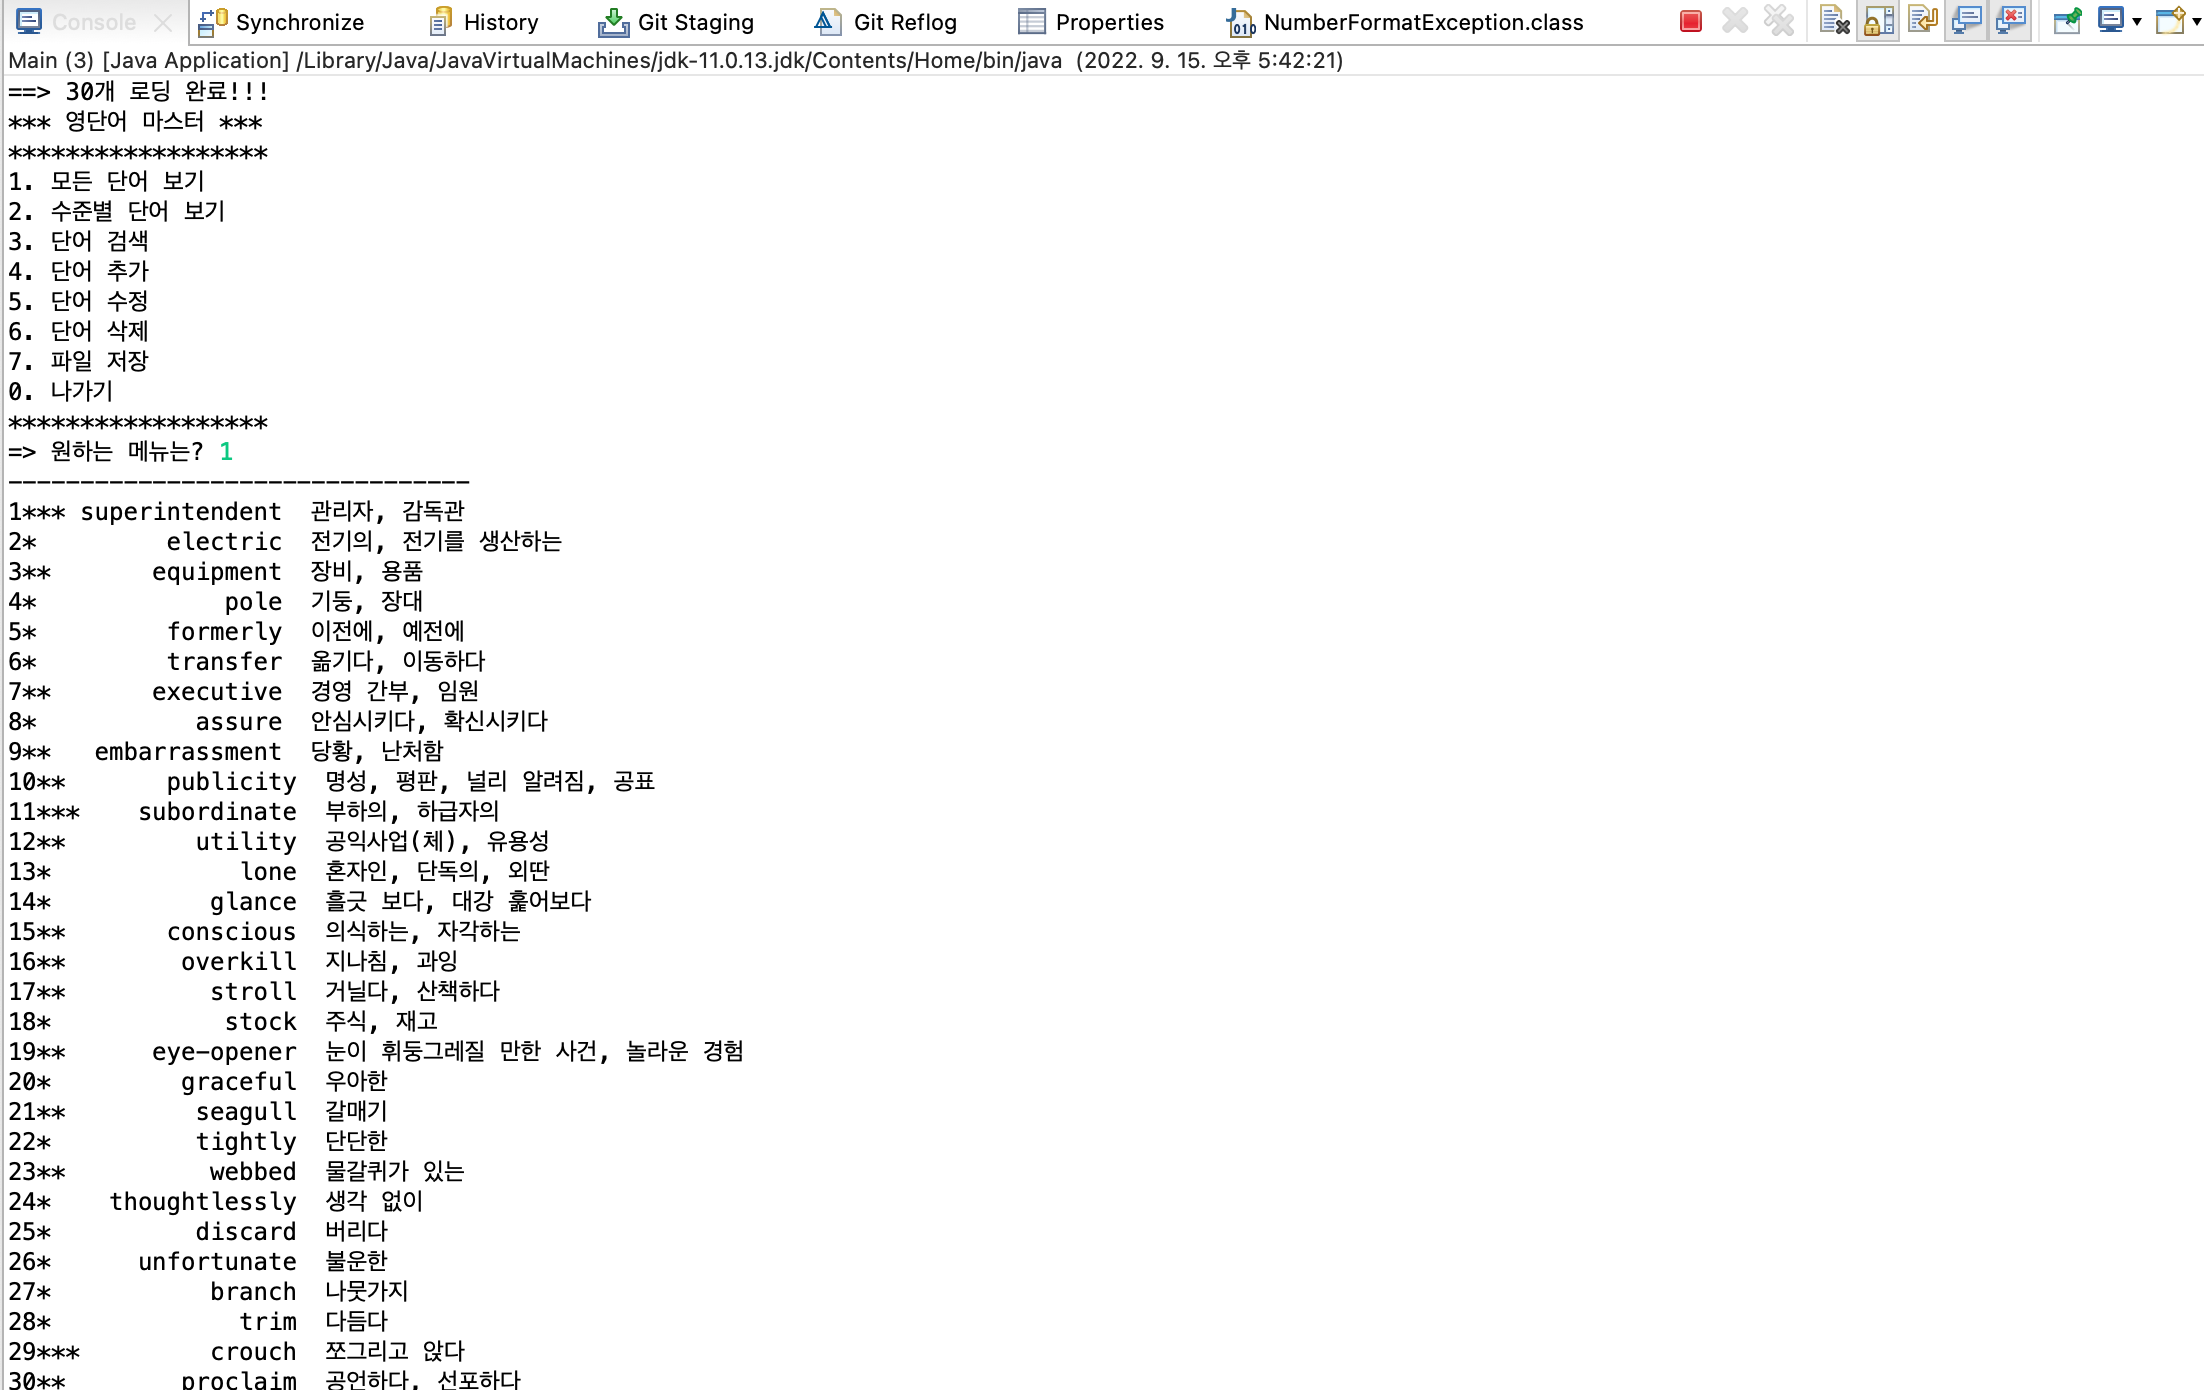 Console Synchronize History Git Staging Git Reflog Properties NumberFormatException.class
Main (3) [Java Application] /Library/Java/JavaVirtualMachines/jdk-11.0.13.jdk/Contents/Home/bin/java (2022. 9. 15. 오후 5:42:21)
==> 30개 로딩 완료!!!
*** 영단어 마스터 ***
******************
1. 모든 단어 보기
2. 수준별 단어 보기
3. 단어 검색
4. 단어 추가
5. 단어 수정
6. 단어 삭제
7. 파일 저장
0. 나가기
******************
=> 원하는 메뉴는? 1
--------------------------------
1*** superintendent  관리자, 감독관
2*         electric  전기의, 전기를 생산하는
3**       equipment  장비, 용품
4*             pole  기둥, 장대
5*         formerly  이전에, 예전에
6*         transfer  옮기다, 이동하다
7**       executive  경영 간부, 임원
8*           assure  안심시키다, 확신시키다
9**   embarrassment  당황, 난처함
10**       publicity  명성, 평판, 널리 알려짐, 공표
11***    subordinate  부하의, 하급자의
12**         utility  공익사업(체), 유용성
13*             lone  혼자인, 단독의, 외딴
14*           glance  흘긋 보다, 대강 훑어보다
15**       conscious  의식하는, 자각하는
16**        overkill  지나침, 과잉
17**          stroll  거닐다, 산책하다
18*            stock  주식, 재고
19**      eye-opener  눈이 휘둥그레질 만한 사건, 놀라운 경험
20*         graceful  우아한
21**         seagull  갈매기
22*          tightly  단단한
23**          webbed  물갈퀴가 있는
24*    thoughtlessly  생각 없이
25*          discard  버리다
26*      unfortunate  불운한
27*           branch  나뭇가지
28*             trim  다듬다
29***         crouch  쪼그리고 앉다
30**        proclaim  공언하다, 선포하다